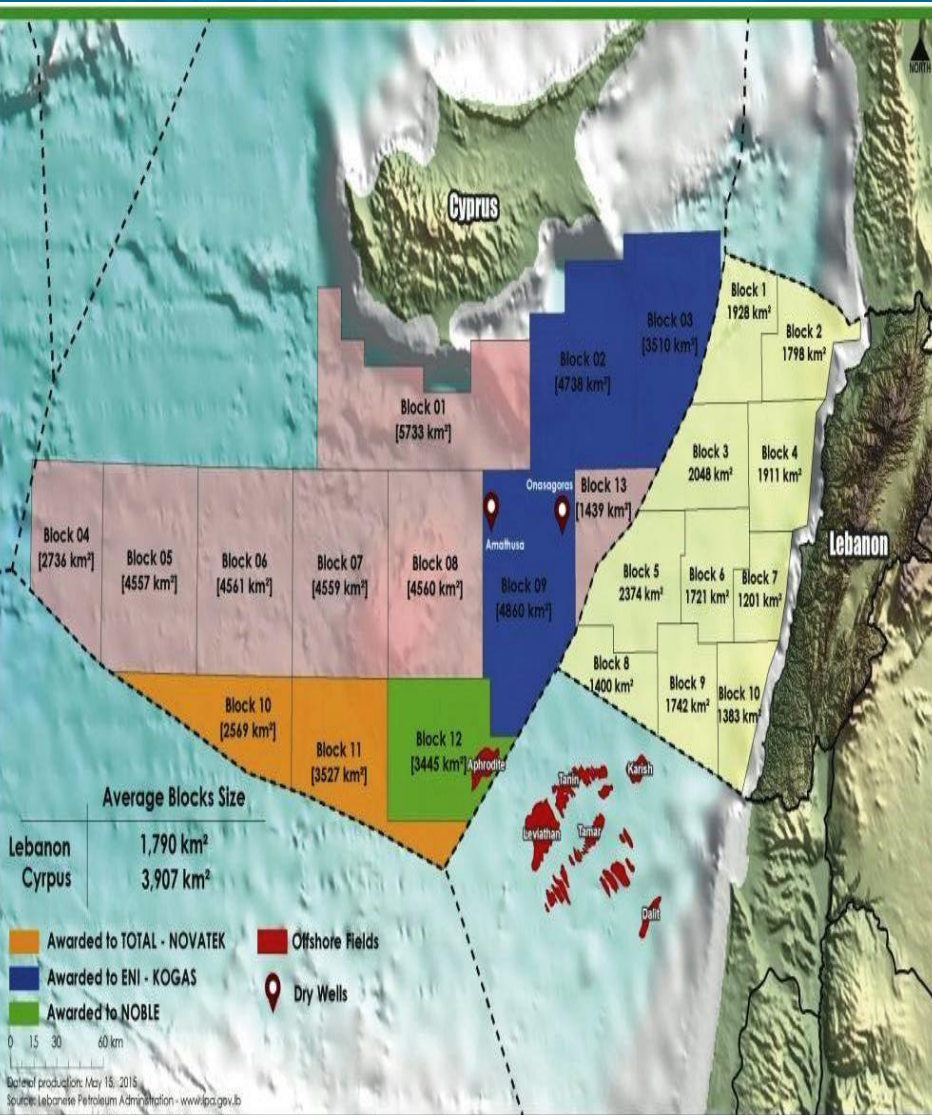 NORTH
Cyprus
Block 1
1928 km²
Block 2
1798 km²
Block 03
[3510 km²]
Block 02
[4738 km²]
Block 01
[5733 km²]
Block 3
2048 km²
Block 4
1911 km²
Onasagoras
Block 13
[1439 km²]
Amathusa
Lebanon
Block 04
[2736 km²]
Block 05
[4557 km²]
Block 06
[4561 km²]
Block 07
[4559 km²]
Block 08
[4560 km²]
Block 09
[4860 km²]
Block 5
2374 km²
Block 6
1721 km²
Block 7
1201 km²
Block 8
1400 km²
Block 9
1742 km²
Block 10
1383 km²
Block 10
[2569 km²]
Block 11
[3527 km²]
Block 12
[3445 km²]
Aphrodite
Tanin
Karish
Leviathan
Tamar
Dalit
Average Blocks Size
Lebanon 1,790 km²
Cyrpus 3,907 km²
Awarded to TOTAL - NOVATEK
Awarded to ENI - KOGAS
Awarded to NOBLE
Offshore Fields
Dry Wells
0 15 30 60 km
Date of production: May 15, 2015
Source: Lebanese Petroleum Administration - www.lpa.gov.lb